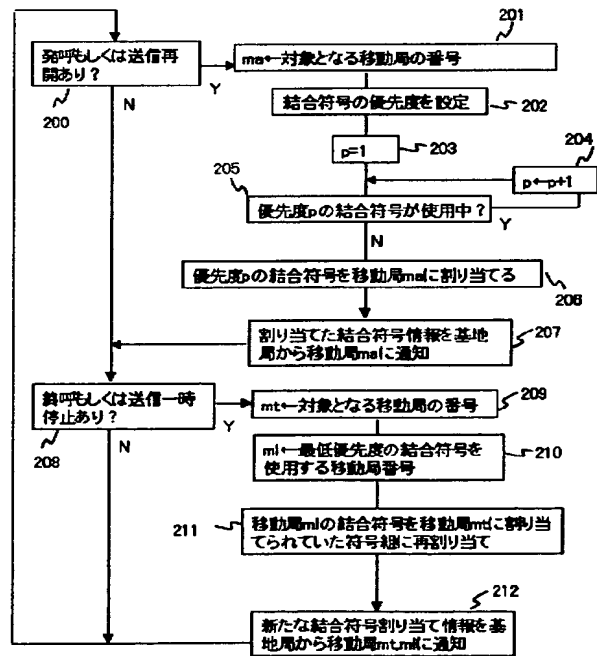 201
発呼もしくは送信再
開あり？
ma←対象となる移動局の番号
Y
200
N
結合符号の優先度を設定
202
p=1
203
204
p←p+1
205
優先度pの結合符号が使用中？
Y
N
優先度pの結合符号を移動局maに割り当てる
206
割り当てた結合符号情報を基地
局から移動局maに通知
207
終呼もしくは送信一時
停止あり？
mt←対象となる移動局の番号
209
Y
208
N
ml←最低優先度の結合符号を
使用する移動局番号
210
211
移動局mlの結合符号を移動局mtに割り当
てられていた符号組に再割り当て
212
新たな結合符号割り当て情報を基
地局から移動mt,mlに通知